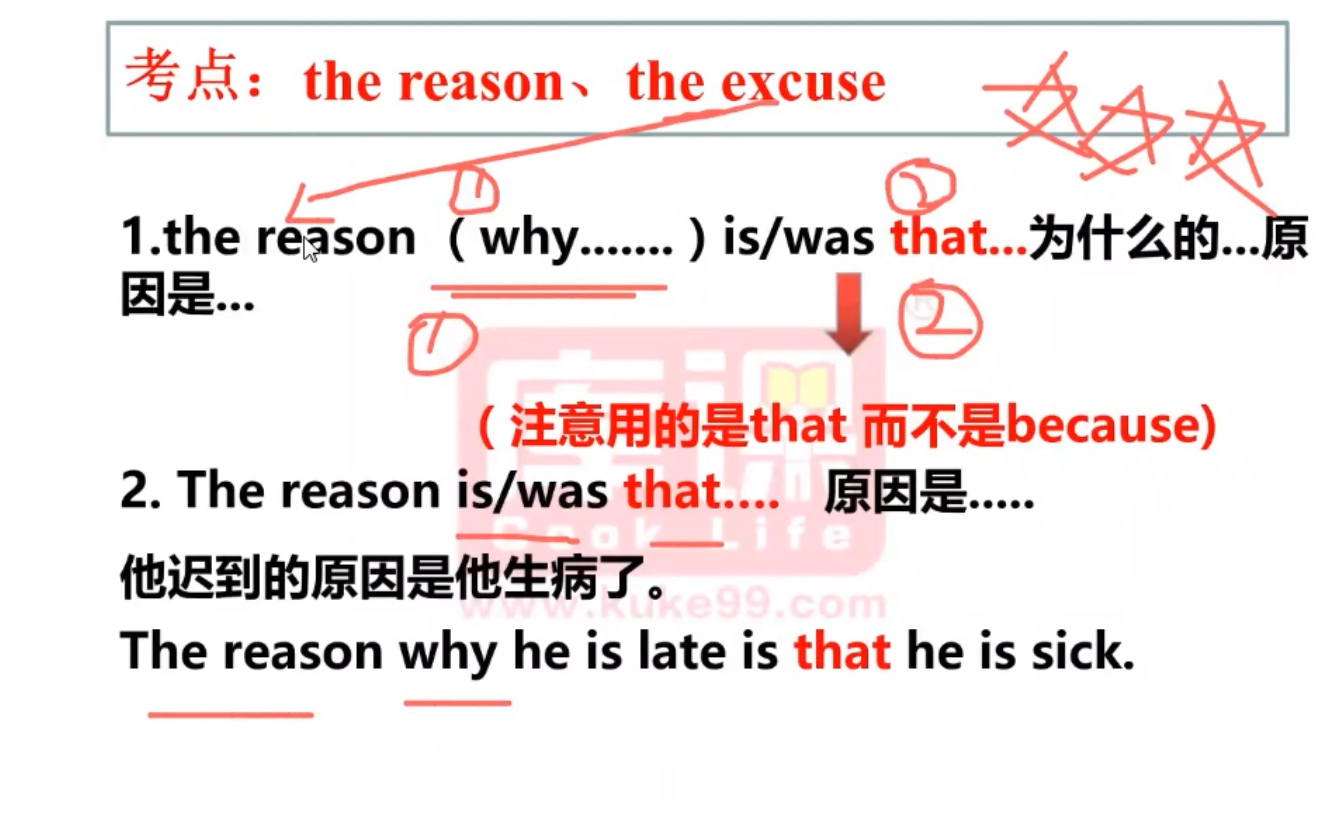 考点：the reason、the excuse
① ②
1.the reason （why.......）is/was that...为什么的...原
因是...
① ②
（注意用的是that 而不是because)
2. The reason is/was that.... 原因是.....
库课
Cook Life
他迟到的原因是他生病了。
www.kuke99.com
The reason why he is late is that he is sick.